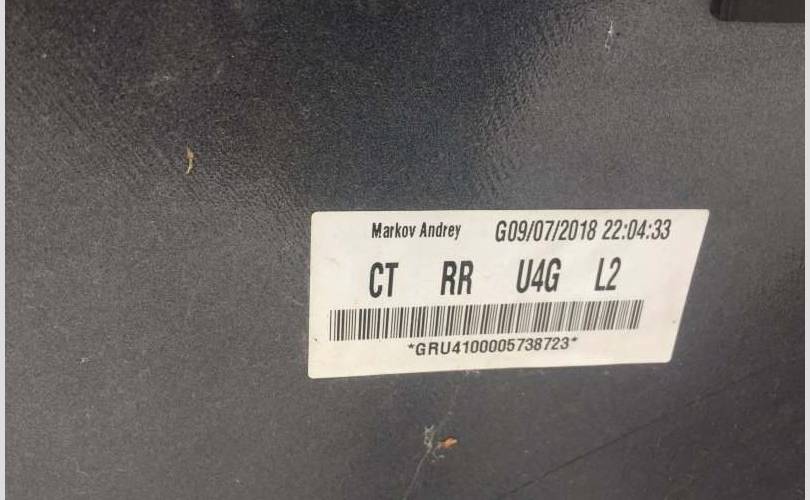 Markov Andrey G09/07/2018 22:04:33
CT RR U4G L2
*GRU4100005738723*